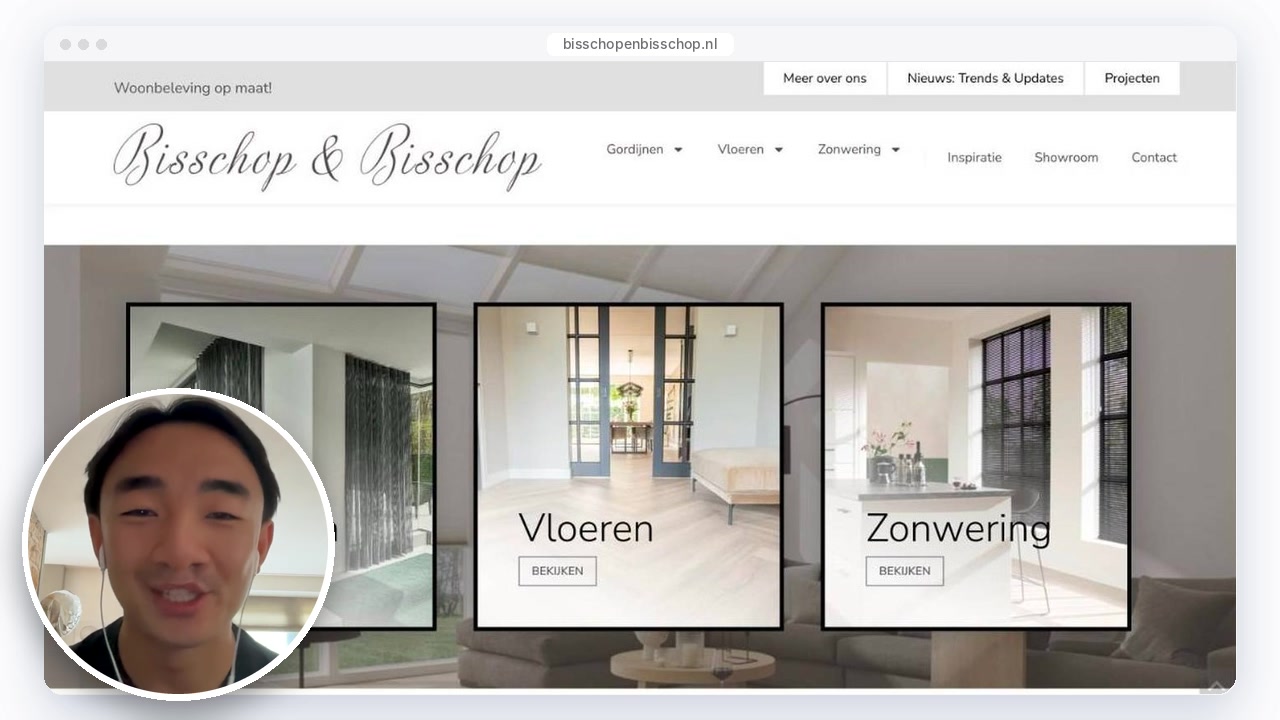 bisschopenbisschop.nl
Woonbeleving op maat!
Meer over ons
Nieuws: Trends & Updates
Projecten
Bisschop & Bisschop
Gordijnen
Vloeren
Zonwering
Inspiratie
Showroom
Contact
Vloeren
Zonwering
BEKIJKEN
BEKIJKEN